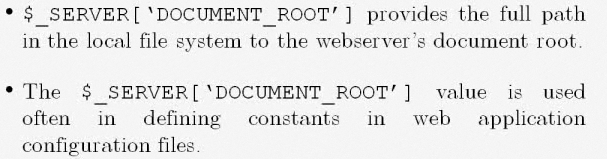 • $_SERVER[‘DOCUMENT_ROOT’] provides the full path
in the local file system to the webserver’s document root.
• The $_SERVER[‘DOCUMENT_ROOT’] value is used
often in defining constants in web application
configuration files.